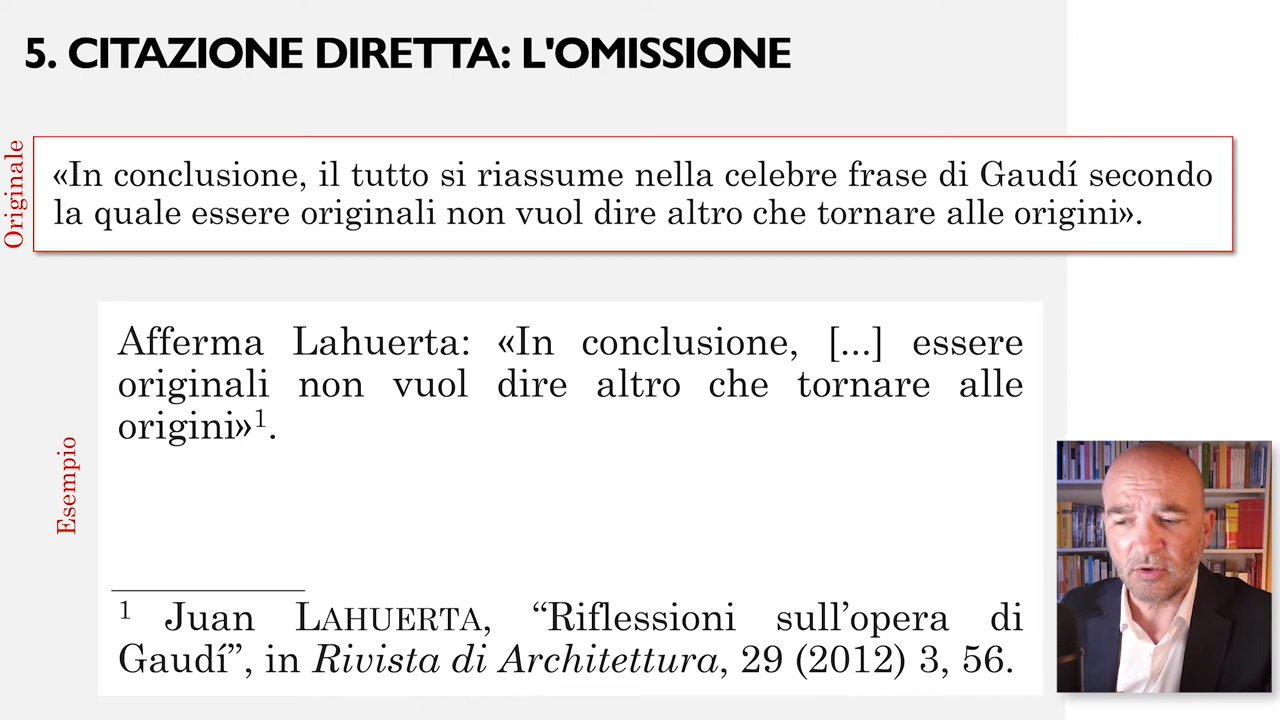 5. CITAZIONE DIRETTA: L'OMISSIONE
Originale
«In conclusione, il tutto si riassume nella celebre frase di Gaudí secondo
la quale essere originali non vuol dire altro che tornare alle origini».
Esempio
Afferma Lahuerta: «In conclusione, [...] essere
originali non vuol dire altro che tornare alle
origini»¹.
¹ Juan LAHUERTA, “Riflessioni sull’opera di
Gaudí”, in Rivista di Architettura, 29 (2012) 3, 56.